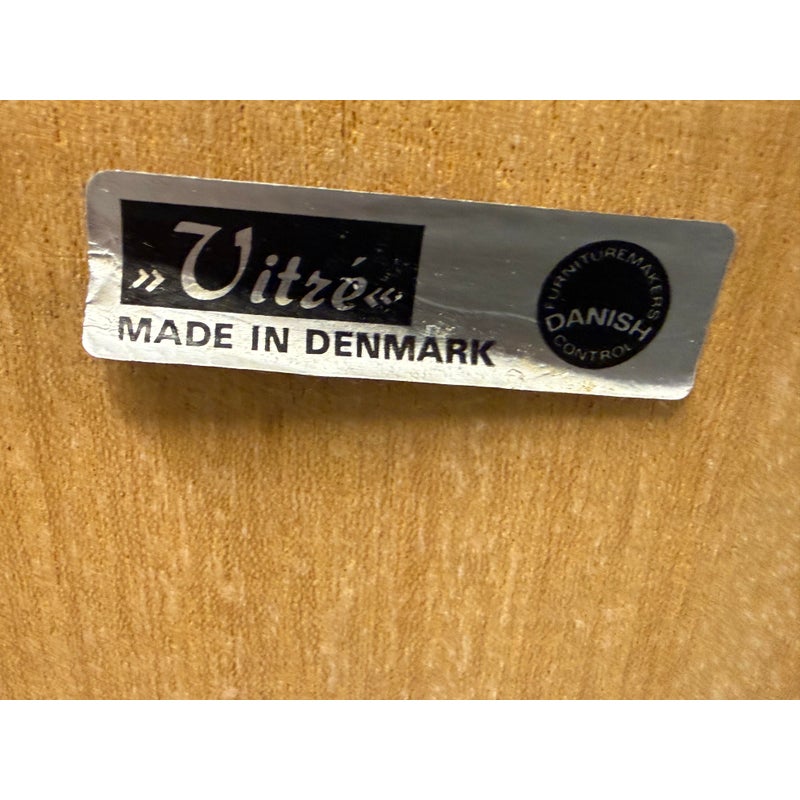 »Vitré«
MADE IN DENMARK
FURNITUREMAKERS
DANISH
CONTROL